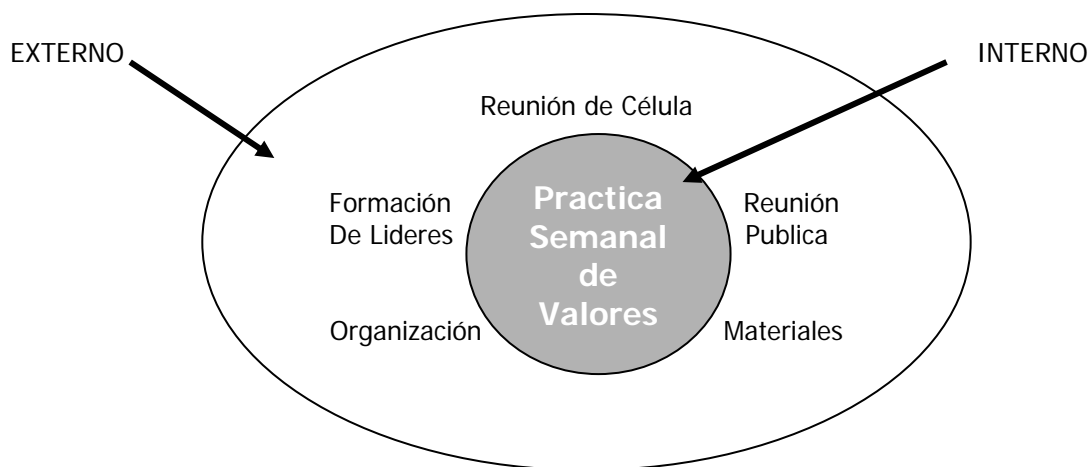 EXTERNO
INTERNO
Reunión de Célula
Formación
De Lideres
Practica
Semanal
de
Valores
Reunión
Publica
Organización
Materiales